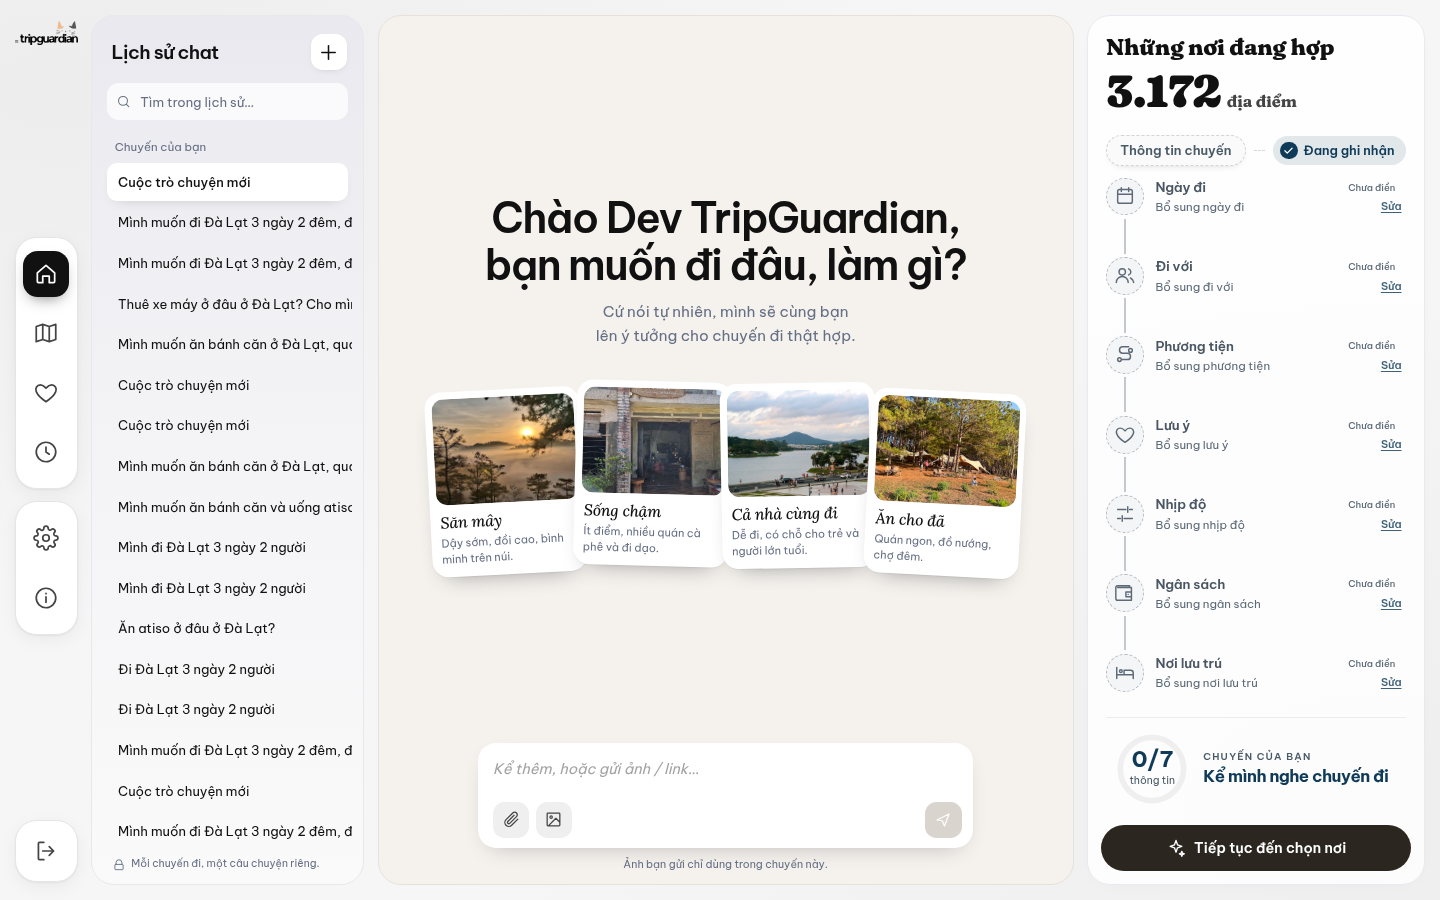 tripguardian
Lịch sử chat
Tìm trong lịch sử...
Chuyến của bạn
Cuộc trò chuyện mới
Mình muốn đi Đà Lạt 3 ngày 2 đêm, đ
Mình muốn đi Đà Lạt 3 ngày 2 đêm, đ
Thuê xe máy ở đâu ở Đà Lạt? Cho mìn
Mình muốn ăn bánh căn ở Đà Lạt, quá
Cuộc trò chuyện mới
Cuộc trò chuyện mới
Mình muốn ăn bánh căn ở Đà Lạt, quá
Mình muốn ăn bánh căn và uống atiso
Mình đi Đà Lạt 3 ngày 2 người
Mình đi Đà Lạt 3 ngày 2 người
Ăn atiso ở đâu ở Đà Lạt?
Đi Đà Lạt 3 ngày 2 người
Đi Đà Lạt 3 ngày 2 người
Mình muốn đi Đà Lạt 3 ngày 2 đêm, đ
Cuộc trò chuyện mới
Mình muốn đi Đà Lạt 3 ngày 2 đêm, đ
Mỗi chuyến đi, một câu chuyện riêng.
Chào Dev TripGuardian,
bạn muốn đi đâu, làm gì?
Cứ nói tự nhiên, mình sẽ cùng bạn
lên ý tưởng cho chuyến đi thật hợp.
Săn mây
Dậy sớm, đồi cao, bình
minh trên núi.
Sống chậm
Ít điểm, nhiều quán cà
phê và đi dạo.
Cả nhà cùng đi
Dễ đi, có chỗ cho trẻ và
người lớn tuổi.
Ăn cho đã
Quán ngon, đồ nướng,
chợ đêm.
Kể thêm, hoặc gửi ảnh / link...
Ảnh bạn gửi chỉ dùng trong chuyến này.
Những nơi đang hợp
3.172 địa điểm
Thông tin chuyến
Đang ghi nhận
Ngày đi
Chưa điền
Bổ sung ngày đi
Sửa
Đi với
Chưa điền
Bổ sung đi với
Sửa
Phương tiện
Chưa điền
Bổ sung phương tiện
Sửa
Lưu ý
Chưa điền
Bổ sung lưu ý
Sửa
Nhịp độ
Chưa điền
Bổ sung nhịp độ
Sửa
Ngân sách
Chưa điền
Bổ sung ngân sách
Sửa
Nơi lưu trú
Chưa điền
Bổ sung nơi lưu trú
Sửa
0/7
thông tin
CHUYẾN CỦA BẠN
Kể mình nghe chuyến đi
Tiếp tục đến chọn nơi